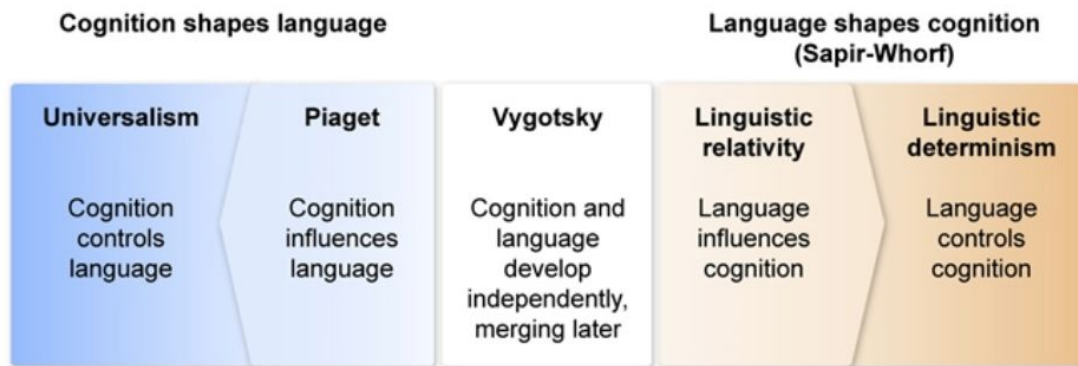 Cognition shapes language
Language shapes cognition
(Sapir-Whorf)
Universalism
Cognition
controls
language
Piaget
Cognition
influences
language
Vygotsky
Cognition and
language
develop
independently,
merging later
Linguistic
relativity
Language
influences
cognition
Linguistic
determinism
Language
controls
cognition